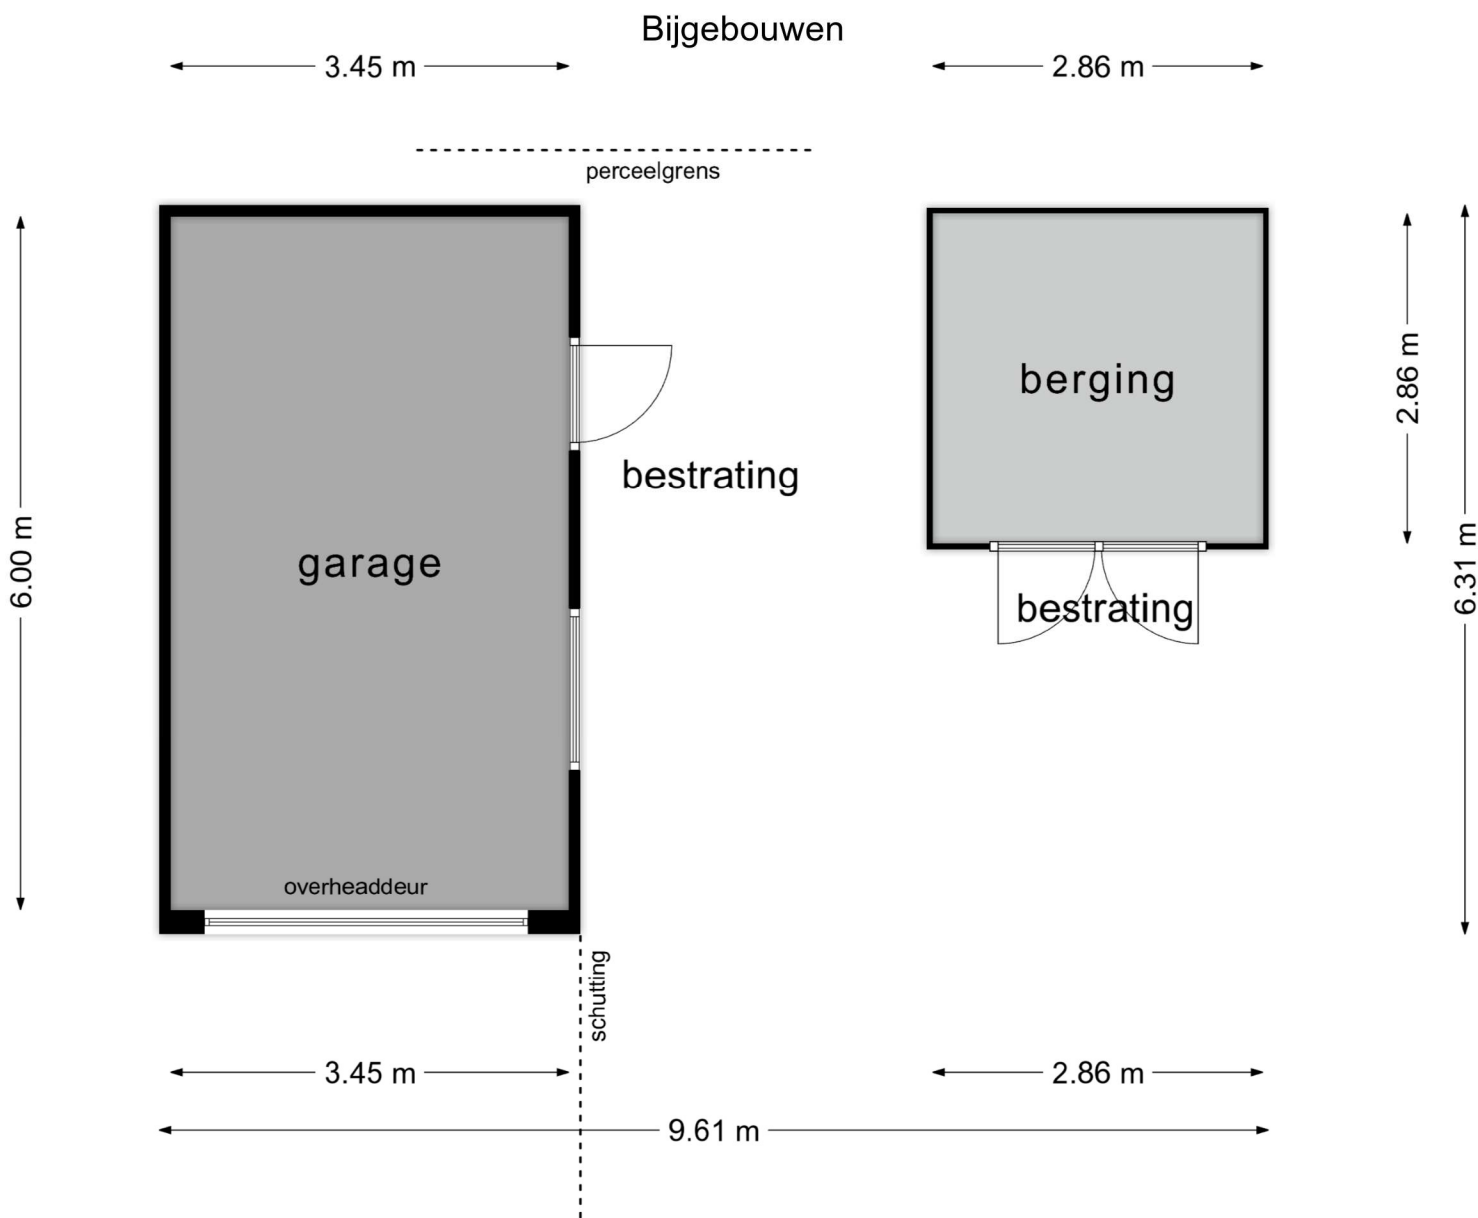 Bijgebouwen
3.45 m
2.86 m
perceelgrens
berging
2.86 m
bestrating
6.00 m
garage
6.31 m
bestrating
overheaddeur
schutting
3.45 m
2.86 m
9.61 m